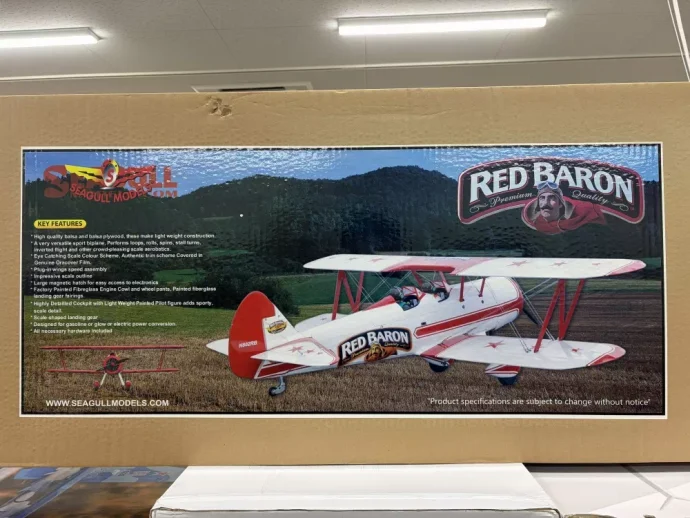 SEAGULL
SEAGULL MODELS.COM
RED BARON
Premium Quality
KEY FEATURES
* High quality balsa and balsa plywood, these make light weight construction.
* A very versatile sport biplane. Performs loops, rolls, spins, stall turns,
inverted flight and other crowd-pleasing scale aerobatics.
* Eye Catching Scale Colour Scheme, Authentic trim scheme Covered in
Genuine Oracover Film.
* Plug-in wings speed assembly
* Impressive scale outline
* Large magnetic hatch for easy access to electronics
* Factory Painted Fibreglass Engine Cowl and wheel pants, Painted fiberglass
landing gear fairings
* Highly Detailed Cockpit with Light Weight Painted Pilot figure adds sporty,
scale detail.
* Scale-shaped landing gear
* Designed for gasoline or glow or electric power conversion.
* All necessary hardware included
RED BARON
WWW.SEAGULLMODELS.COM
"Product specifications are subject to change without notice"